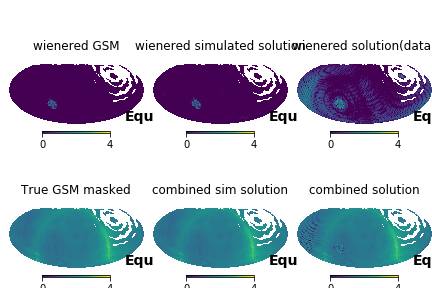 wienered GSM
wienered simulated solution
wienered solution(data
Equ
Equ
Eq
0 4
0 4
0 4
True GSM masked
combined sim solution
combined solution
Equ
Equ
Eq
0 4
0 4
0 4